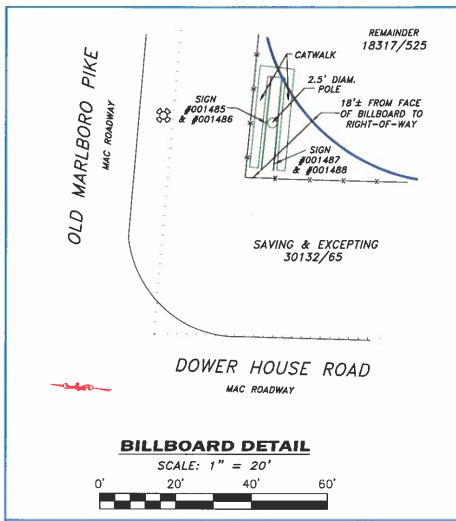 REMAINDER
18317/525
CATWALK
2.5' DIAM.
POLE
SIGN
#001485
& #001486
18'± FROM FACE
OF BILLBOARD TO
RIGHT-OF-WAY
SIGN
#001487
& #001488
OLD MARLBORO PIKE
MAC ROADWAY
SAVING & EXCEPTING
30132/65
DOWER HOUSE ROAD
MAC ROADWAY
BILLBOARD DETAIL
SCALE: 1" = 20'
0' 20' 40' 60'